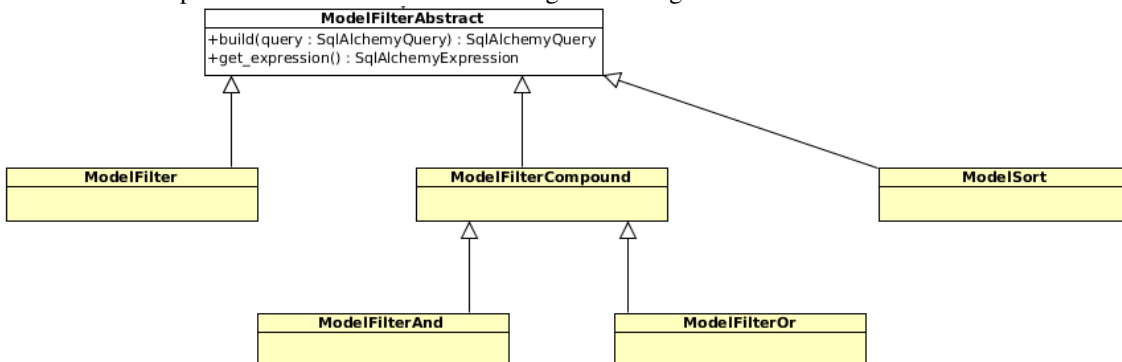 ModelFilterAbstract
+build(query : SqlAlchemyQuery) : SqlAlchemyQuery
+get_expression() : SqlAlchemyExpression
ModelFilter
ModelFilterCompound
ModelSort
ModelFilterAnd
ModelFilterOr